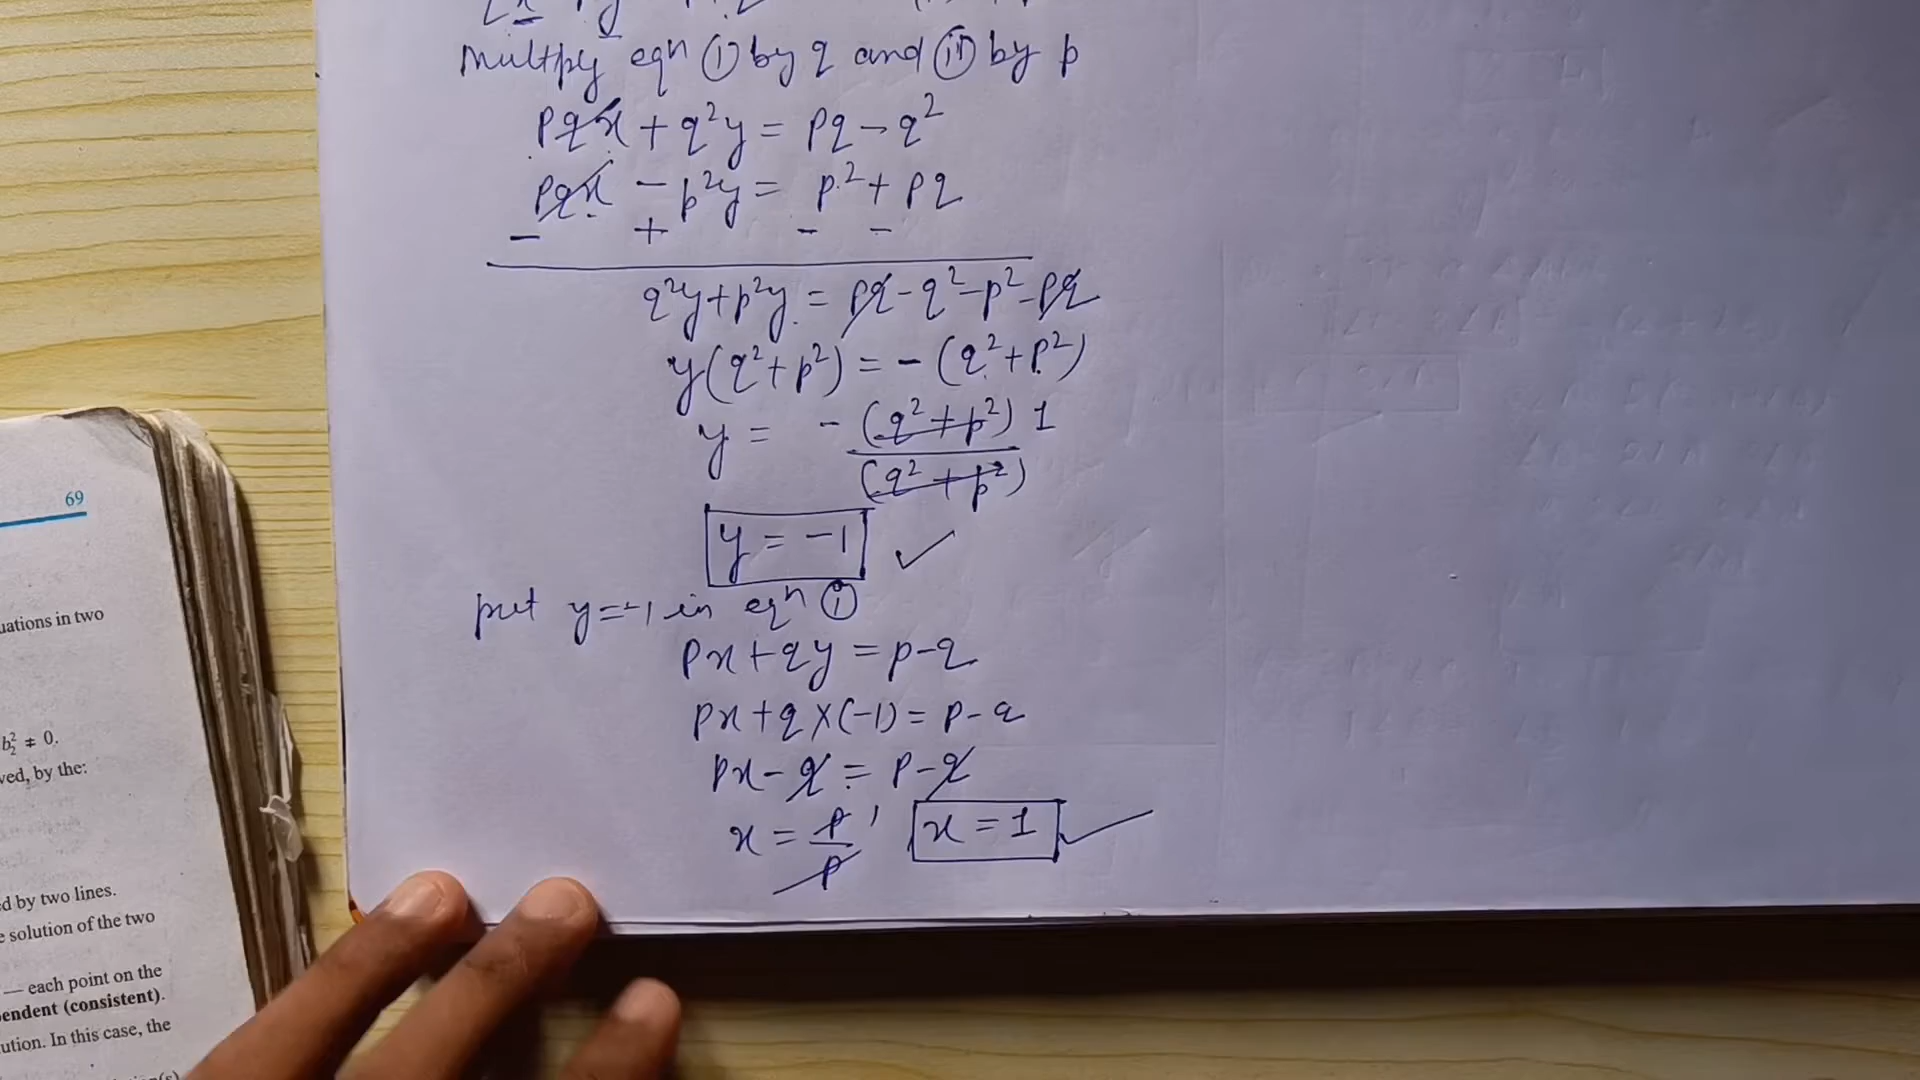 Multply eqn (i) by q and (ii) by p
pqx + q²y = pq - q²
pqx - p²y = p² + pq
- + - -
q²y + p²y = pq - q² - p² - pq
y(q² + p²) = - (q² + p²)
y = - (q² + p²) 1
(q² + p²)
y = -1
put y = -1 in eqn (i)
px + qy = p - q
px + q × (-1) = p - q
px - q = p - q
x = p 1 x = 1
p
69
uations in two
b₂² ≠ 0.
ved, by the:
d by two lines.
e solution of the two
— each point on the
endent (consistent).
ution. In this case, the